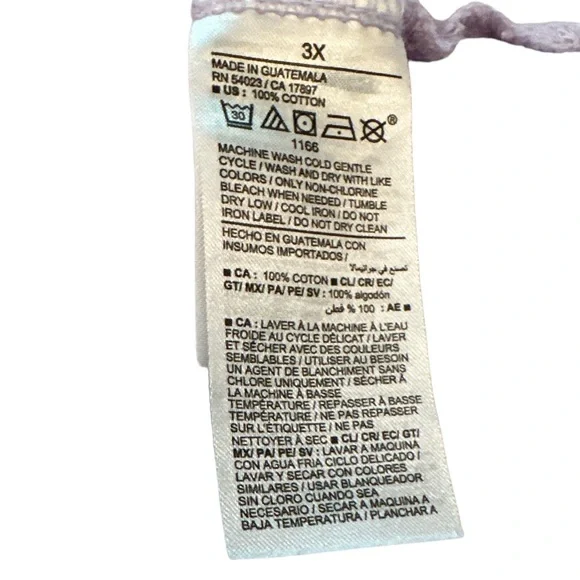 3X
MADE IN GUATEMALA
RN 54023 / CA 17897
■ US : 100% COTTON
30 ®
1166
MACHINE WASH COLD GENTLE
CYCLE / WASH AND DRY WITH LIKE
COLORS / ONLY NON-CHLORINE
BLEACH WHEN NEEDED / TUMBLE
DRY LOW / COOL IRON / DO NOT
IRON LABEL / DO NOT DRY CLEAN
HECHO EN GUATEMALA CON
INSUMOS IMPORTADOS /
تصنع في جواتيمالا
■ CA : 100% COTON ■ CL/ CR/ EC/
GT/ MX/ PA/ PE/ SV : 100% algodón
■ AE : 100 % قطن
■ CA : LAVER À LA MACHINE À L'EAU
FROIDE AU CYCLE DÉLICAT / LAVER
ET SÉCHER AVEC DES COULEURS
SEMBLABLES / UTILISER AU BESOIN
UN AGENT DE BLANCHIMENT SANS
CHLORE UNIQUEMENT / SÉCHER À
LA MACHINE À BASSE
TEMPÉRATURE / REPASSER À BASSE
TEMPÉRATURE / NE PAS REPASSER
SUR L'ÉTIQUETTE / NE PAS
NETTOYER À SEC ■ CL/ CR/ EC/ GT/
MX/ PA/ PE/ SV : LAVAR A MAQUINA
CON AGUA FRIA CICLO DELICADO /
LAVAR Y SECAR CON COLORES
SIMILARES / USAR BLANQUEADOR
SIN CLORO CUANDO SEA
NECESARIO / SECAR A MAQUINA A
BAJA TEMPERATURA / PLANCHAR A